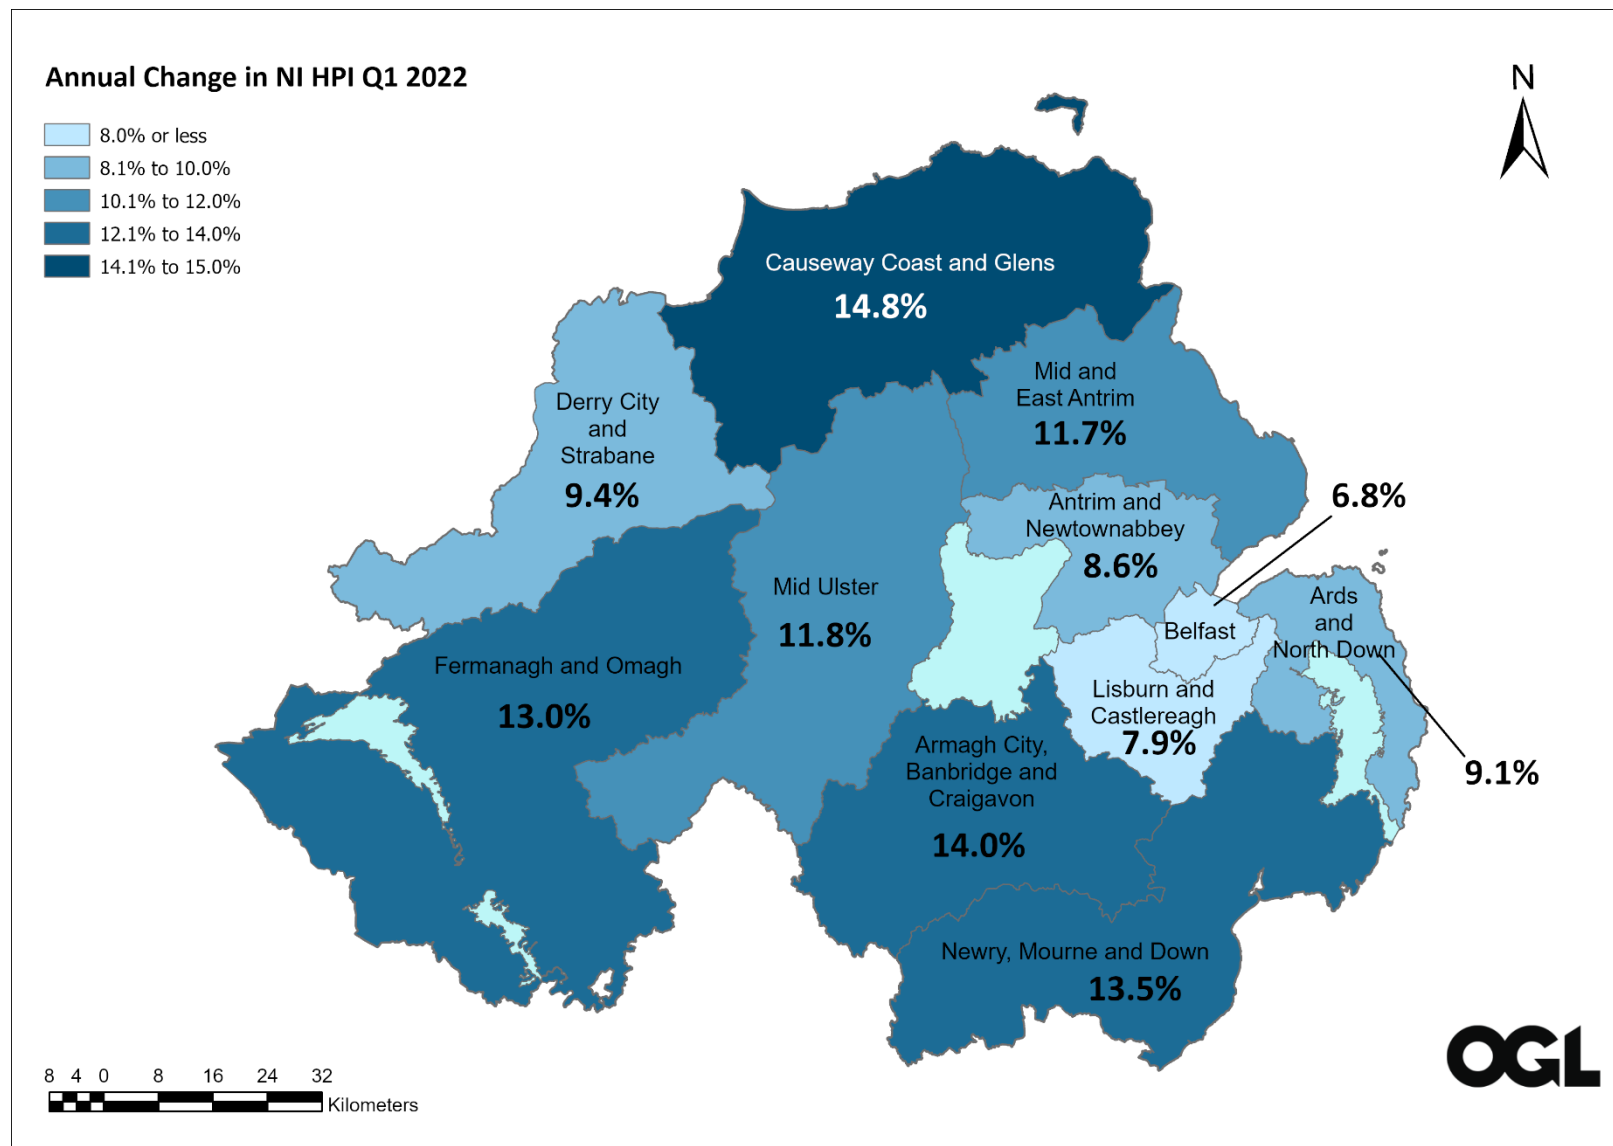 Annual Change in NI HPI Q1 2022
8.0% or less
8.1% to 10.0%
10.1% to 12.0%
12.1% to 14.0%
14.1% to 15.0%
N
Causeway Coast and Glens
14.8%
Mid and
East Antrim
11.7%
Derry City
and
Strabane
9.4%
Antrim and
Newtownabbey
8.6%
6.8%
Belfast
Mid Ulster
11.8%
Ards
and
North Down
9.1%
Fermanagh and Omagh
13.0%
Lisburn and
Castlereagh
7.9%
Armagh City,
Banbridge and
Craigavon
14.0%
Newry, Mourne and Down
13.5%
OGL
8 4 0 8 16 24 32
Kilometers